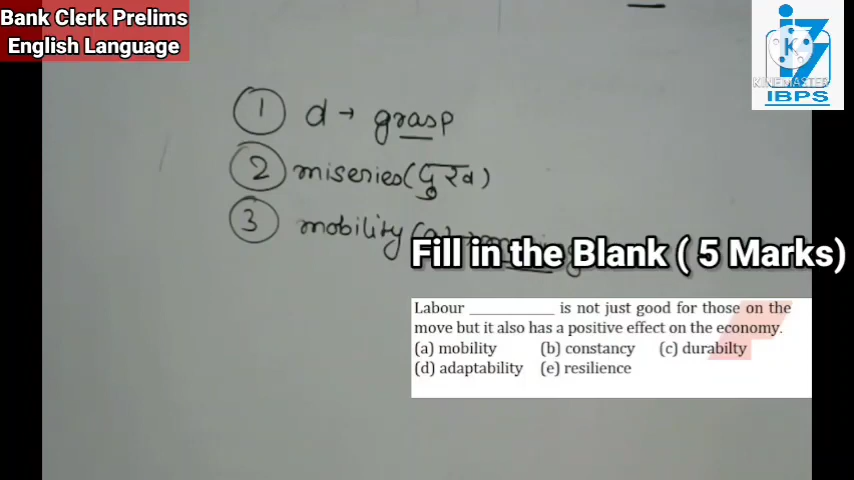 Bank Clerk Prelims
English Language
K
KINEMASTER
IBPS
1 d → grasp
2 miseries (दुख)
3 mobility (a)
Fill in the Blank ( 5 Marks)
Labour __________ is not just good for those on the
move but it also has a positive effect on the economy.
(a) mobility (b) constancy (c) durabilty
(d) adaptability (e) resilience